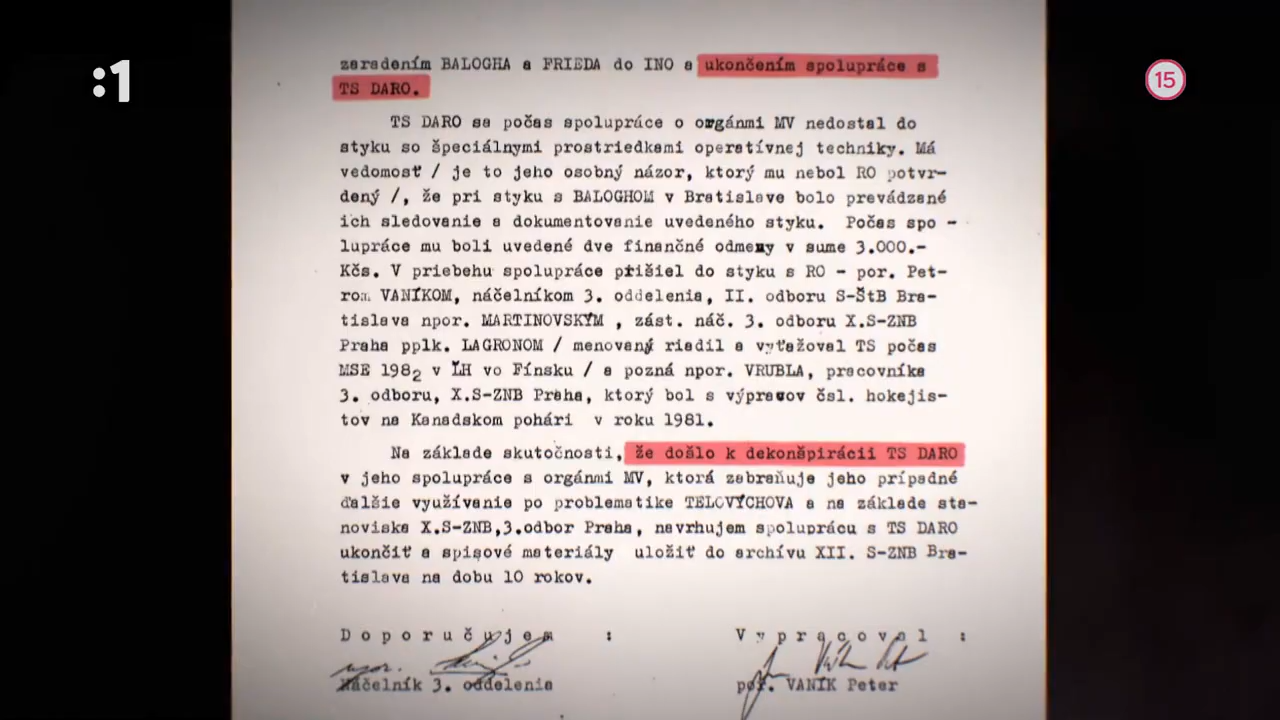 :1
15
zaradením BALOGHA a FRIEDA do INO a ukončením spolupráce s
TS DARO.
TS DARO sa počas spolupráce o orgánmi MV nedostal do
styku so špeciálnymi prostriedkami operatívnej techniky. Má
vedomosť / je to jeho osobný názor, ktorý mu nebol RO potvr-
dený /, že pri styku s BALOGHOM v Bratislave bolo prevádzané
ich sledovanie a dokumentovanie uvedeného styku. Počas spo -
lupráce mu boli uvedené dve finančné odmeny v sume 3.000.-
Kčs. V priebehu spolupráce prišiel do styku s RO - por. Pet-
rom VANÍKOM, náčelníkom 3. oddelenia, II. odboru S-ŠtB Bra-
tislava npor. MARTINOVSKÝM , zást. náč. 3. odboru X.S-ZNB
Praha pplk. LAGRONOM / menovaný riadil a vyťažoval TS počas
MSE 1982 v ĽH vo Fínsku / a pozná npor. VRUBLA, pracovníka
3. odboru, X.S-ZNB Praha, ktorý bol s výpravov čsl. hokejis-
tov na Kanadskom pohári v roku 1981.
Na základe skutočnosti, že došlo k dekonšpirácii TS DARO
v jeho spolupráce s orgánmi MV, ktorá zabraňuje jeho prípadné
ďalšie využívanie po problematike TELOVÝCHOVA a na základe sta-
noviska X.S-ZNB,3.odbor Praha, navrhujem spoluprácu s TS DARO
ukončiť a spisové materiály uložiť do archívu XII. S-ZNB Bra-
tislava na dobu 10 rokov.
D o p o r u č u j e m :
V y p r a c o v a l :
npor.
Náčelník 3. oddelenia
por. VANÍK Peter